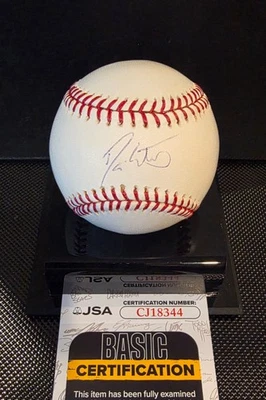 CERTIFICATION NUMBER:
JSA CJ18344
BASIC
CERTIFICATION
This item has been fully examined